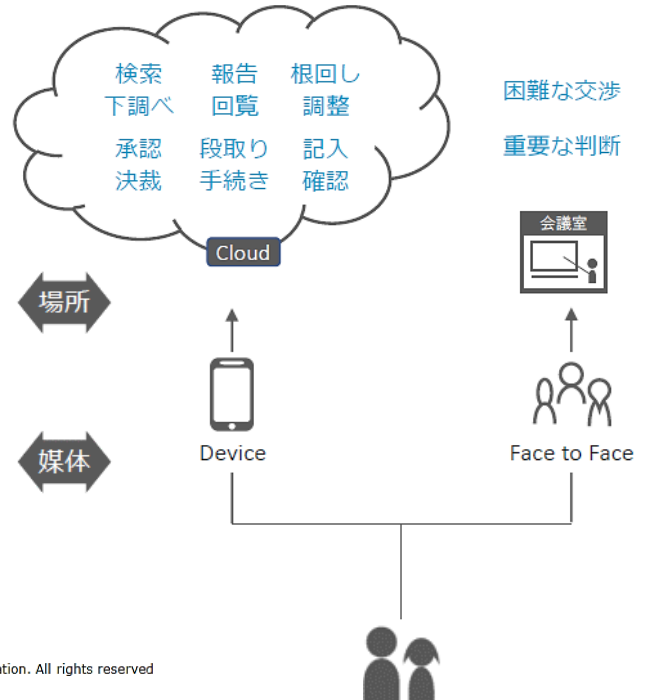 検索 報告 根回し
下調べ 回覧 調整
承認 段取り 記入
決裁 手続き 確認
Cloud
困難な交渉
重要な判断
会議室
場所
媒体
Device
Face to Face
tion. All rights reserved